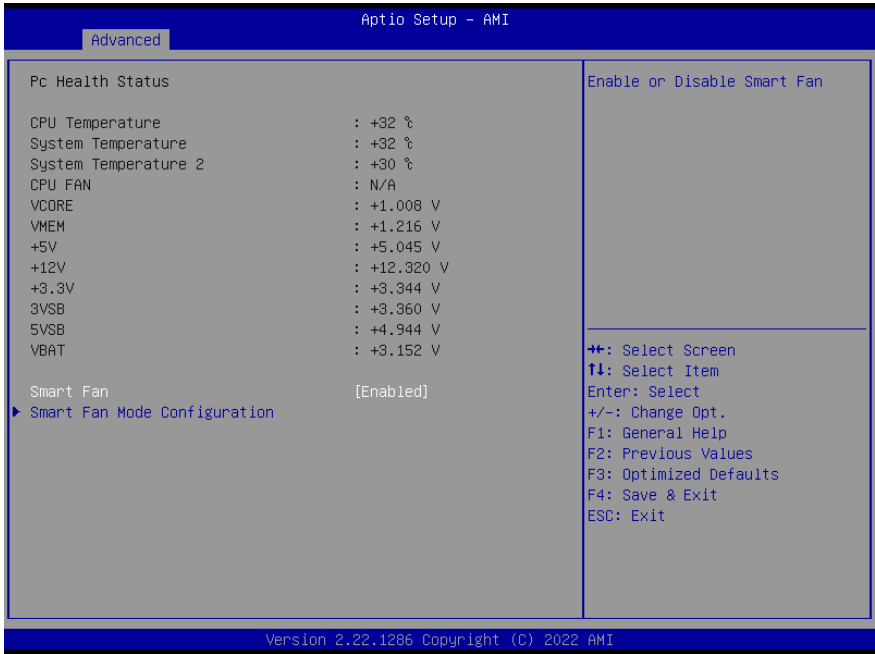 Aptio Setup – AMI
Advanced
Pc Health Status
CPU Temperature : +32 ℃
System Temperature : +32 ℃
System Temperature 2 : +30 ℃
CPU FAN : N/A
VCORE : +1.008 V
VMEM : +1.216 V
+5V : +5.045 V
+12V : +12.320 V
+3.3V : +3.344 V
3VSB : +3.360 V
5VSB : +4.944 V
VBAT : +3.152 V
Smart Fan [Enabled]
▶ Smart Fan Mode Configuration
Enable or Disable Smart Fan
→←: Select Screen
↑↓: Select Item
Enter: Select
+/-: Change Opt.
F1: General Help
F2: Previous Values
F3: Optimized Defaults
F4: Save & Exit
ESC: Exit
Version 2.22.1286 Copyright (C) 2022 AMI